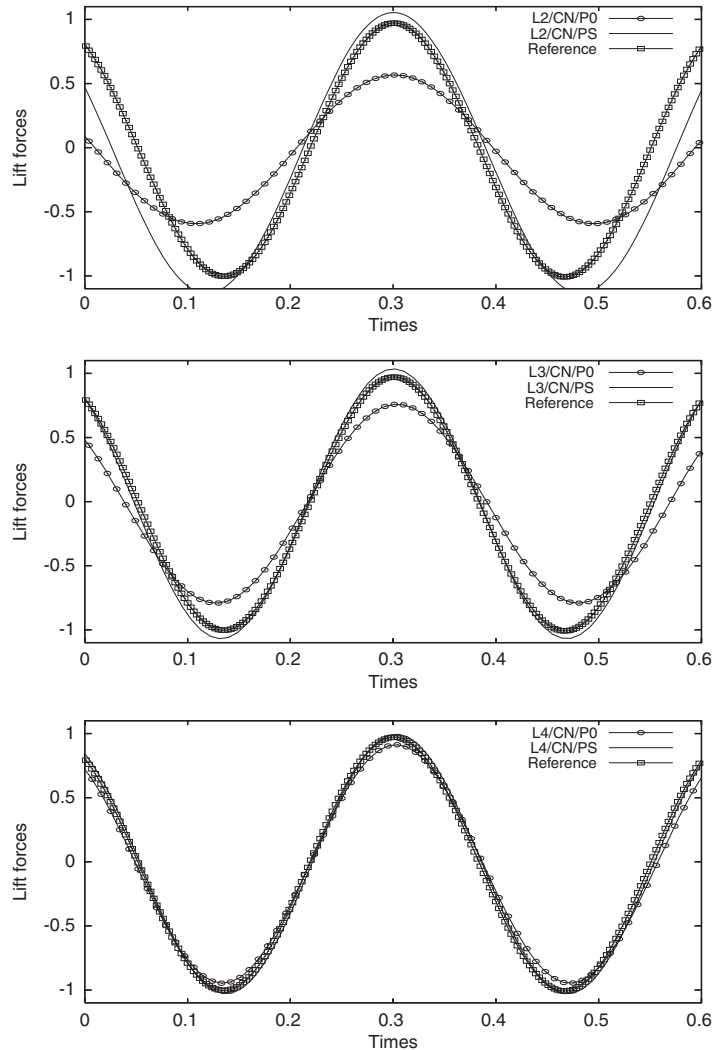 L2/CN/P0
L2/CN/PS
Reference
1
0.5
0
-0.5
-1
Lift forces
0 0.1 0.2 0.3 0.4 0.5 0.6
Times
L3/CN/P0
L3/CN/PS
Reference
1
0.5
0
-0.5
-1
Lift forces
0 0.1 0.2 0.3 0.4 0.5 0.6
Times
L4/CN/P0
L4/CN/PS
Reference
1
0.5
0
-0.5
-1
Lift forces
0 0.1 0.2 0.3 0.4 0.5 0.6
Times